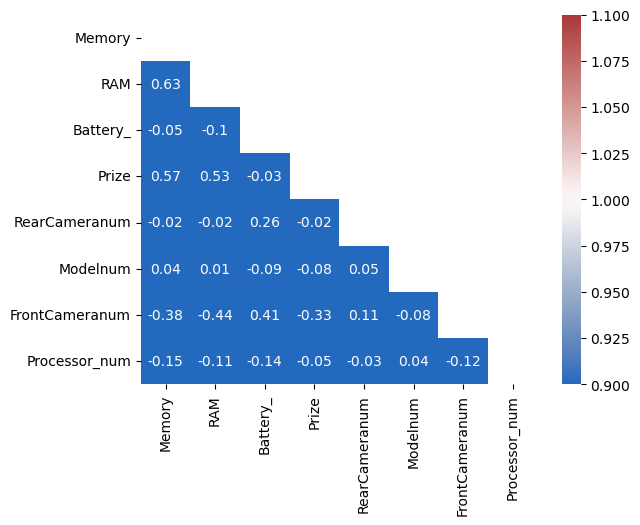 Memory
RAM 0.63
Battery_ -0.05 -0.1
Prize 0.57 0.53 -0.03
RearCameranum -0.02 -0.02 0.26 -0.02
Modelnum 0.04 0.01 -0.09 -0.08 0.05
FrontCameranum -0.38 -0.44 0.41 -0.33 0.11 -0.08
Processor_num -0.15 -0.11 -0.14 -0.05 -0.03 0.04 -0.12
Memory
RAM
Battery_
Prize
RearCameranum
Modelnum
FrontCameranum
Processor_num
1.100
1.075
1.050
1.025
1.000
0.975
0.950
0.925
0.900